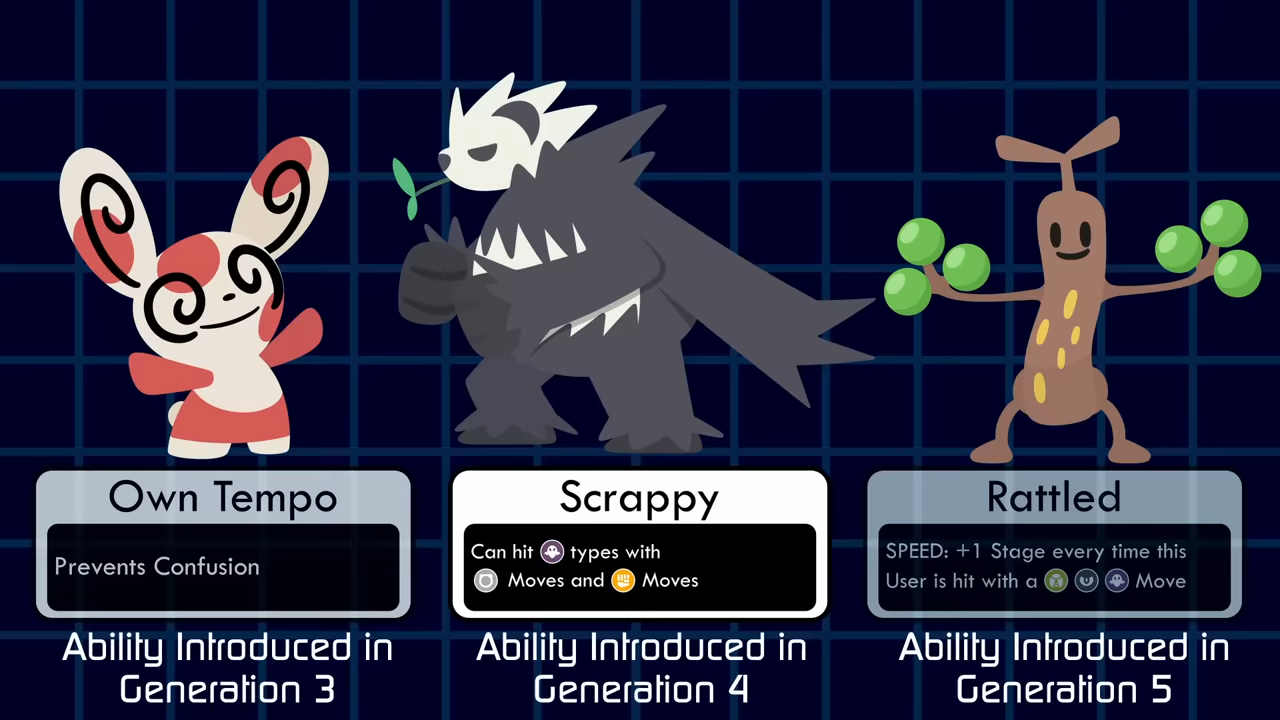 Own Tempo
Prevents Confusion
Ability Introduced in
Generation 3
Scrappy
Can hit types with
Moves and Moves
Ability Introduced in
Generation 4
Rattled
SPEED: +1 Stage every time this
User is hit with a Move
Ability Introduced in
Generation 5